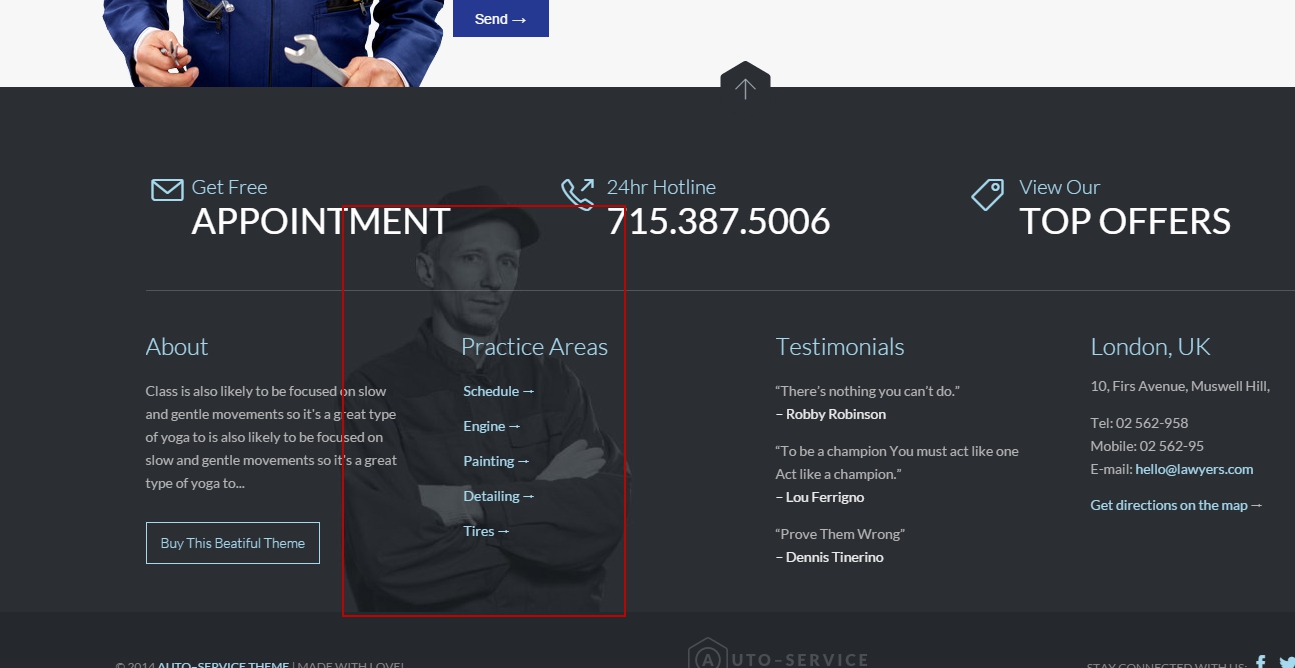 Send →
Get Free
APPOINTMENT
24hr Hotline
715.387.5006
View Our
TOP OFFERS
About
Class is also likely to be focused on slow
and gentle movements so it's a great type
of yoga to is also likely to be focused on
slow and gentle movements so it's a great
type of yoga to...
Buy This Beatiful Theme
Practice Areas
Schedule →
Engine →
Painting →
Detailing →
Tires →
Testimonials
“There's nothing you can't do.”
– Robby Robinson
“To be a champion You must act like one
Act like a champion.”
– Lou Ferrigno
“Prove Them Wrong”
– Dennis Tinerino
London, UK
10, Firs Avenue, Muswell Hill,
Tel: 02 562-958
Mobile: 02 562-95
E-mail: hello@lawyers.com
Get directions on the map →
© 2014 AUTO–SERVICE THEME | MADE WITH LOVE!
AUTO–SERVICE
STAY CONNECTED WITH US: